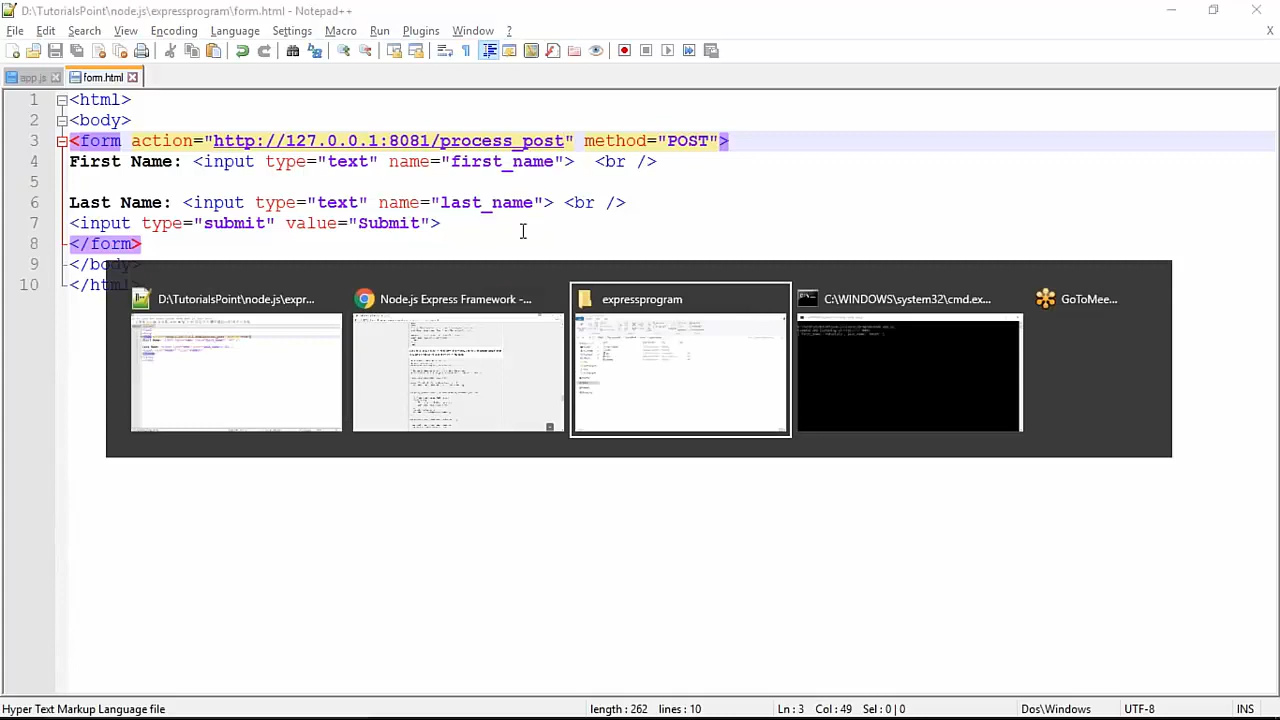 D:\TutorialsPoint\node.js\expressprogram\form.html - Notepad++
File Edit Search View Encoding Language Settings Macro Run Plugins Window ? X
app.js form.html
1 <html>
2 <body>
3 <form action="http://127.0.0.1:8081/process_post" method="POST">
4 First Name: <input type="text" name="first_name">  <br />
5
6 Last Name: <input type="text" name="last_name"> <br />
7 <input type="submit" value="Submit">
8 </form>
9 </body>
10 </html>
D:\TutorialsPoint\node.js\expr... Node.js Express Framework -... expressprogram C:\WINDOWS\system32\cmd.ex... GoToMee...
Hyper Text Markup Language file length : 262 lines : 10 Ln : 3 Col : 49 Sel : 0 | 0 Dos\Windows UTF-8 INS